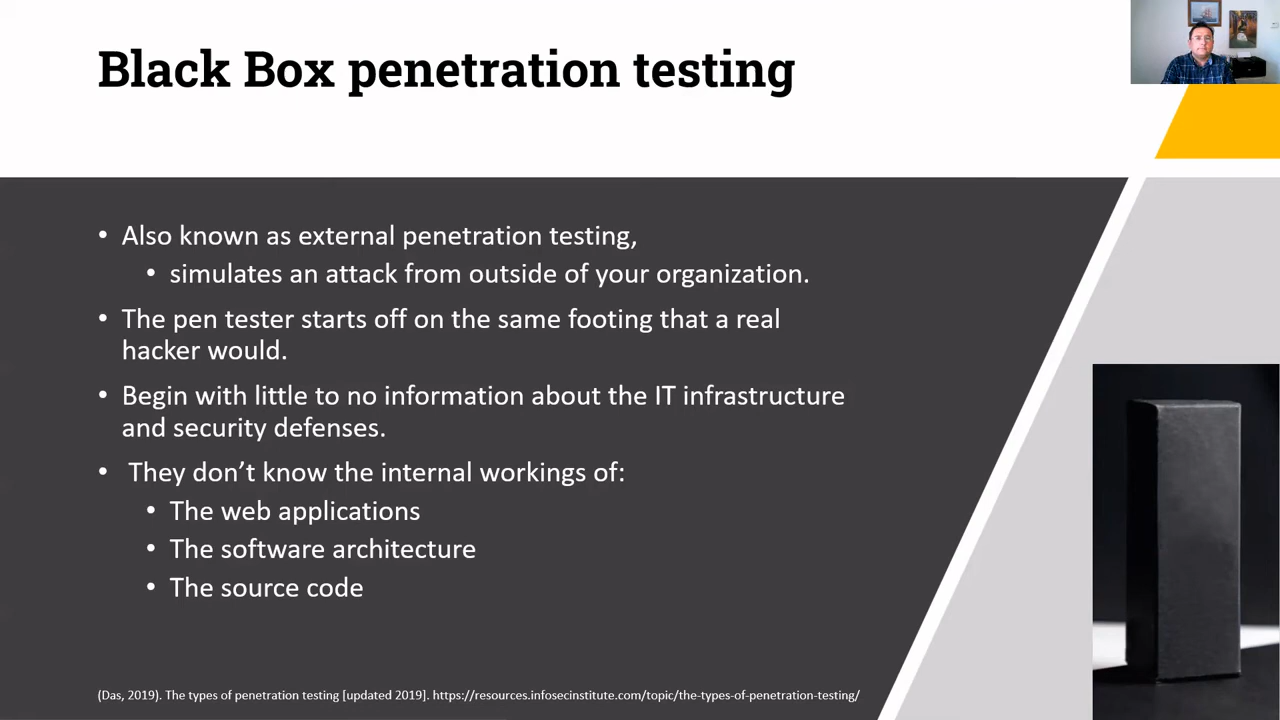 Black Box penetration testing
• Also known as external penetration testing,
• simulates an attack from outside of your organization.
• The pen tester starts off on the same footing that a real
hacker would.
• Begin with little to no information about the IT infrastructure
and security defenses.
• They don’t know the internal workings of:
• The web applications
• The software architecture
• The source code
(Das, 2019). The types of penetration testing [updated 2019]. https://resources.infosecinstitute.com/topic/the-types-of-penetration-testing/